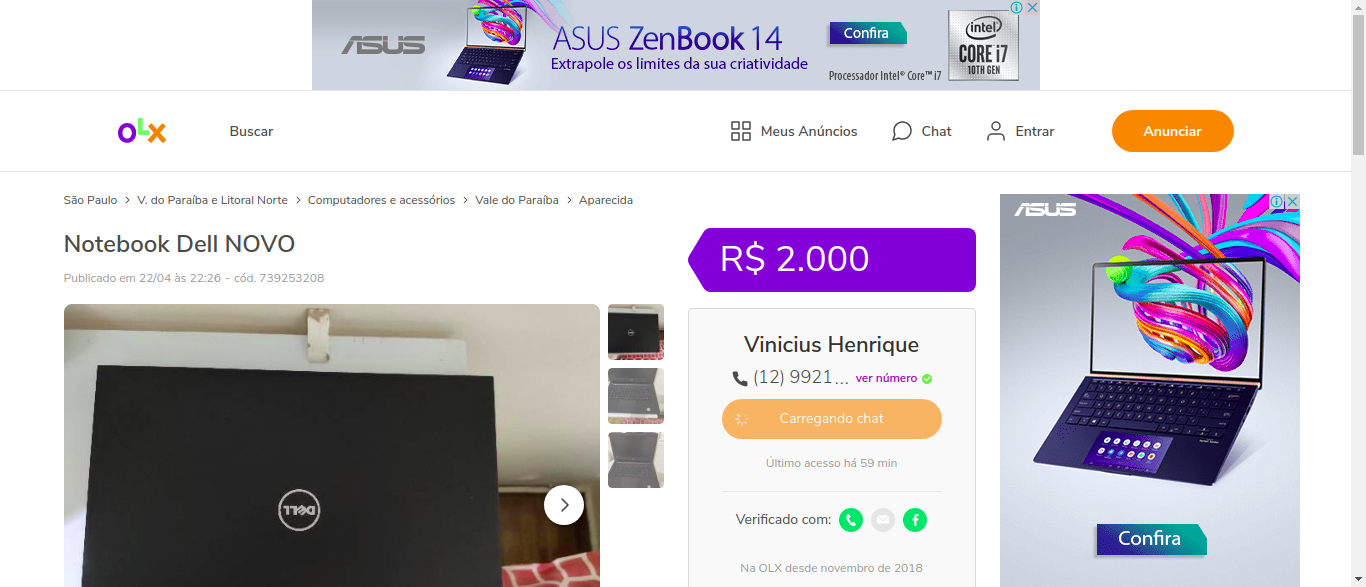 ASUS
ASUS ZenBook 14
Extrapole os limites da sua criatividade
Confira
Processador Intel® Core™ i7
intel
CORE i7
10TH GEN
OLX
Buscar
Meus Anúncios
Chat
Entrar
Anunciar
São Paulo > V. do Paraíba e Litoral Norte > Computadores e acessórios > Vale do Paraíba > Aparecida
Notebook Dell NOVO
Publicado em 22/04 às 22:26 - cód. 739253208
DELL
R$ 2.000
Vinicius Henrique
(12) 9921... ver número
Carregando chat
Último acesso há 59 min
Verificado com:
Na OLX desde novembro de 2018
ASUS
Confira